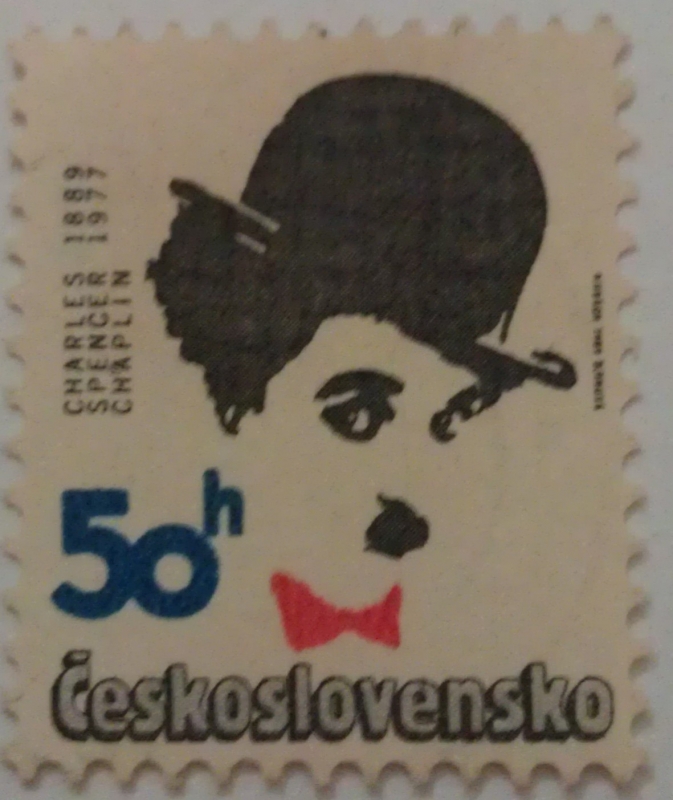 CHARLES 1889
SPENCER 1977
CHAPLIN
50h
Československo